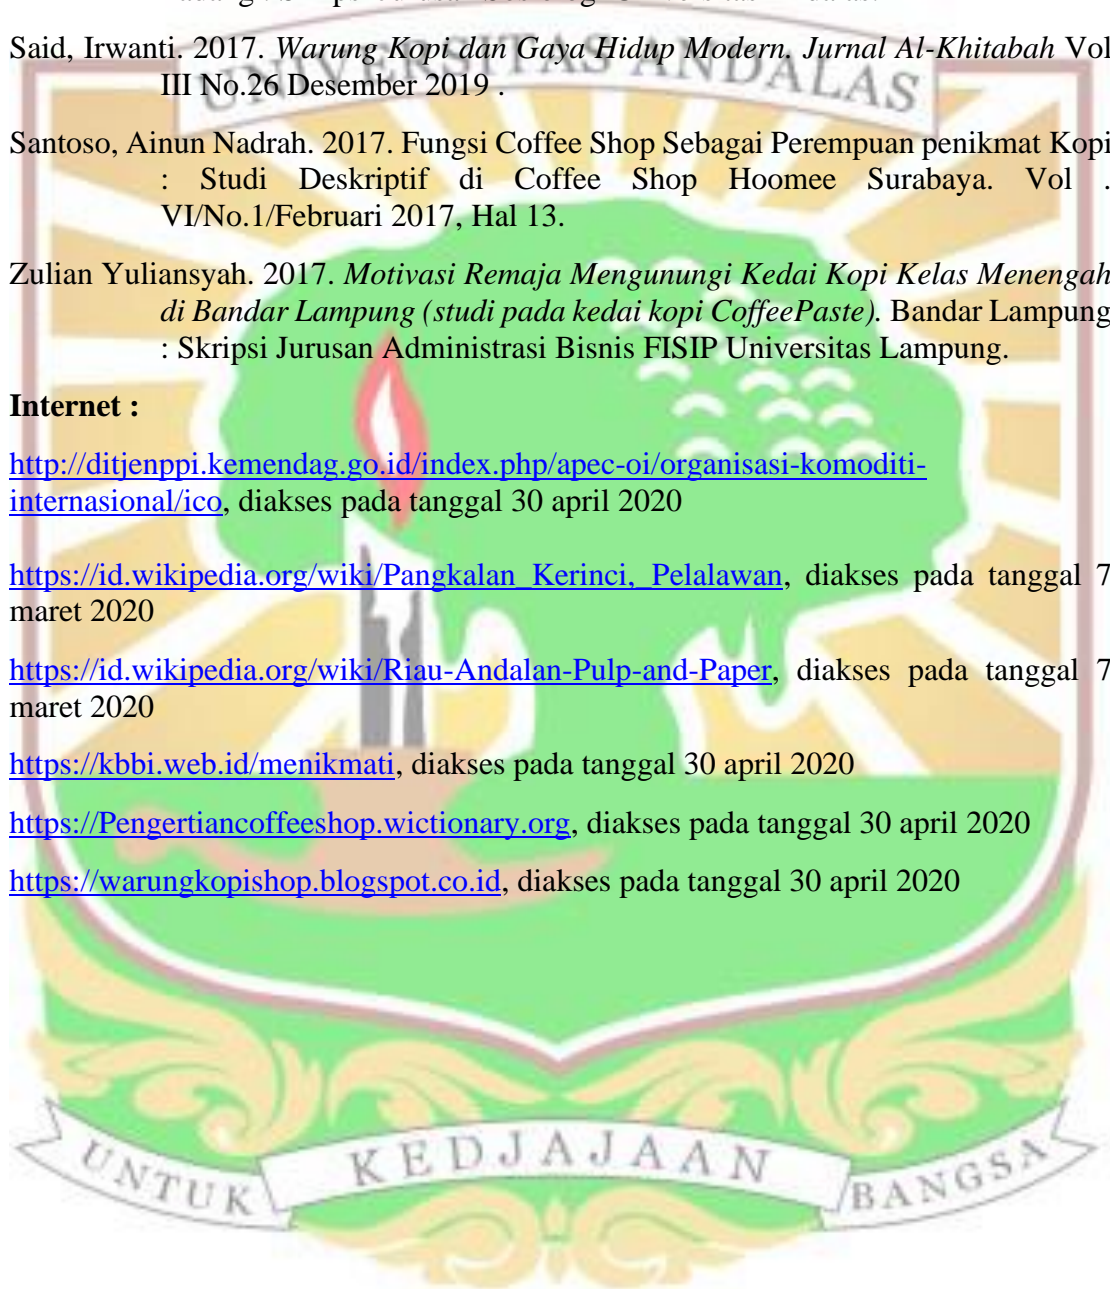 Said, Irwanti. 2017. Warung Kopi dan Gaya Hidup Modern. Jurnal Al-Khitabah Vol
III No.26 Desember 2019 .
Santoso, Ainun Nadrah. 2017. Fungsi Coffee Shop Sebagai Perempuan penikmat Kopi
: Studi Deskriptif di Coffee Shop Hoomee Surabaya. Vol .
VI/No.1/Februari 2017, Hal 13.
Zulian Yuliansyah. 2017. Motivasi Remaja Mengunungi Kedai Kopi Kelas Menengah
di Bandar Lampung (studi pada kedai kopi CoffeePaste). Bandar Lampung
: Skripsi Jurusan Administrasi Bisnis FISIP Universitas Lampung.
Internet :
http://ditjenppi.kemendag.go.id/index.php/apec-oi/organisasi-komoditi-
internasional/ico, diakses pada tanggal 30 april 2020
https://id.wikipedia.org/wiki/Pangkalan_Kerinci,_Pelalawan, diakses pada tanggal 7
maret 2020
https://id.wikipedia.org/wiki/Riau-Andalan-Pulp-and-Paper, diakses pada tanggal 7
maret 2020
https://kbbi.web.id/menikmati, diakses pada tanggal 30 april 2020
https://Pengertiancoffeeshop.wictionary.org, diakses pada tanggal 30 april 2020
https://warungkopishop.blogspot.co.id, diakses pada tanggal 30 april 2020
UNIVERSITAS ANDALAS
UNTUK KEDJAJAAN BANGSA